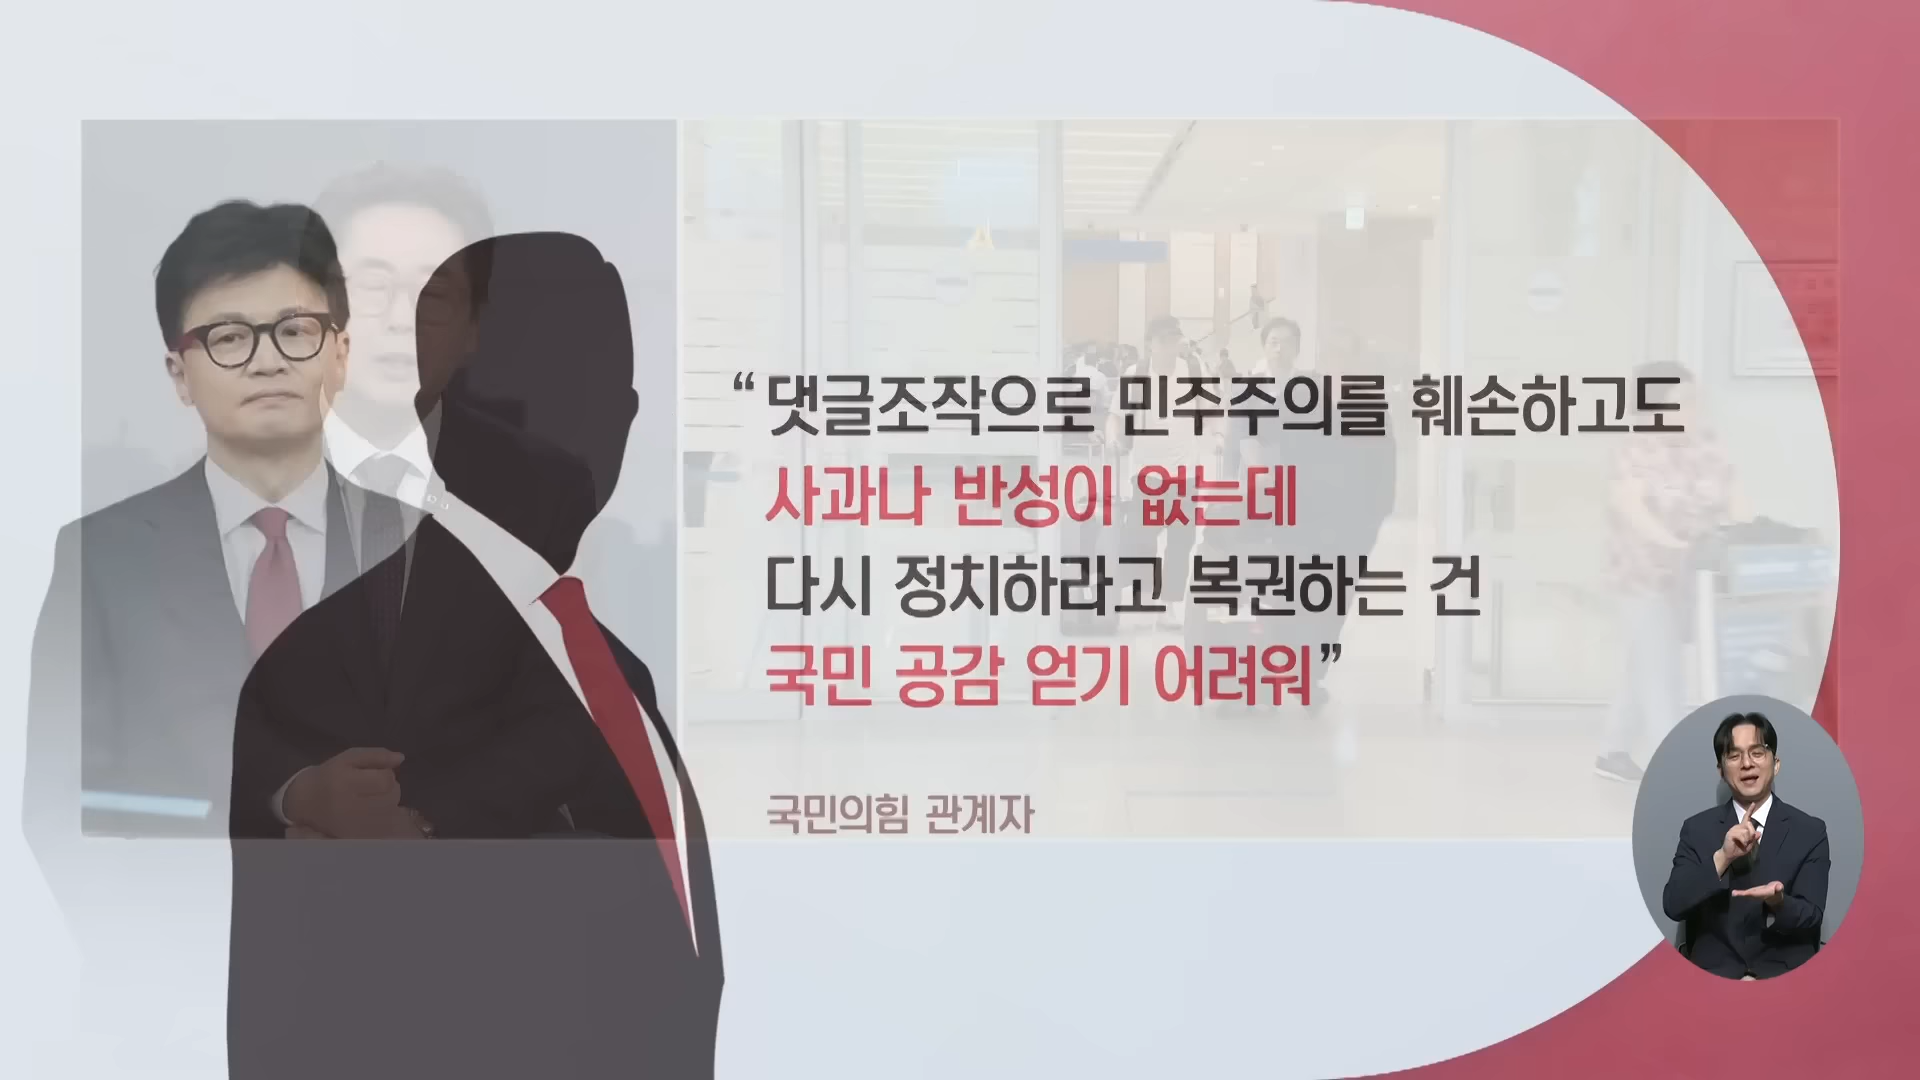 “댓글조작으로 민주주의를 훼손하고도
사과나 반성이 없는데
다시 정치하라고 복권하는 건
국민 공감 얻기 어려워”
국민의힘 관계자